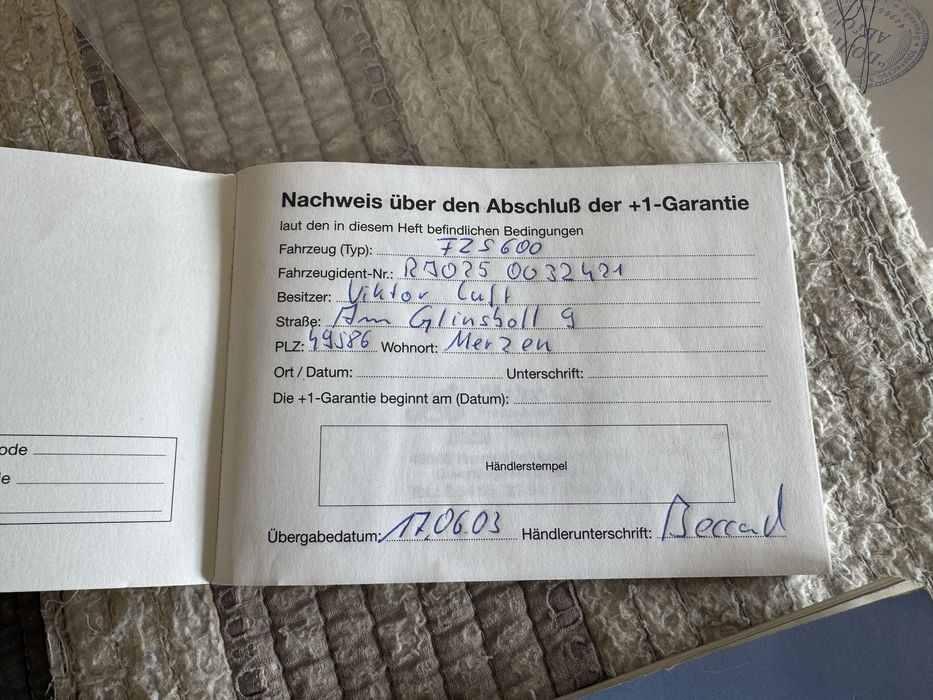 Nachweis über den Abschluß der +1-Garantie
laut den in diesem Heft befindlichen Bedingungen
Fahrzeug (Typ): FZS600
Fahrzeugident-Nr.: RJ025 0032421
Besitzer: Viktor Luft
Straße: Am Glinsboll 9
PLZ: 49586 Wohnort: Merzen
Ort / Datum: Unterschrift:
Die +1-Garantie beginnt am (Datum):
ode
e
Händlerstempel
Übergabedatum: 17.06.03 Händlerunterschrift: